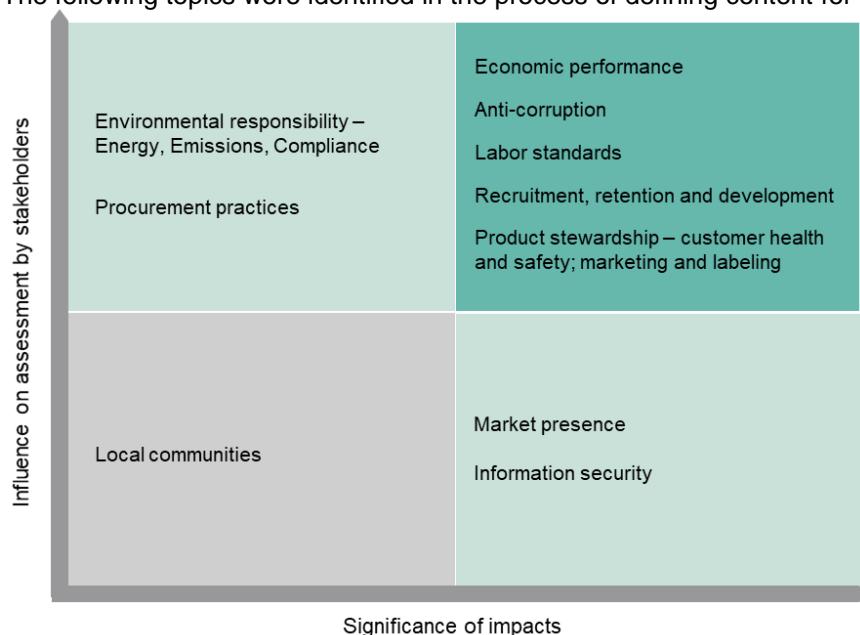 The following topics were identified in the process of defining content for
Influence on assessment by stakeholders
Environmental responsibility –
Energy, Emissions, Compliance
Procurement practices
Economic performance
Anti-corruption
Labor standards
Recruitment, retention and development
Product stewardship – customer health
and safety; marketing and labeling
Local communities
Market presence
Information security
Significance of impacts